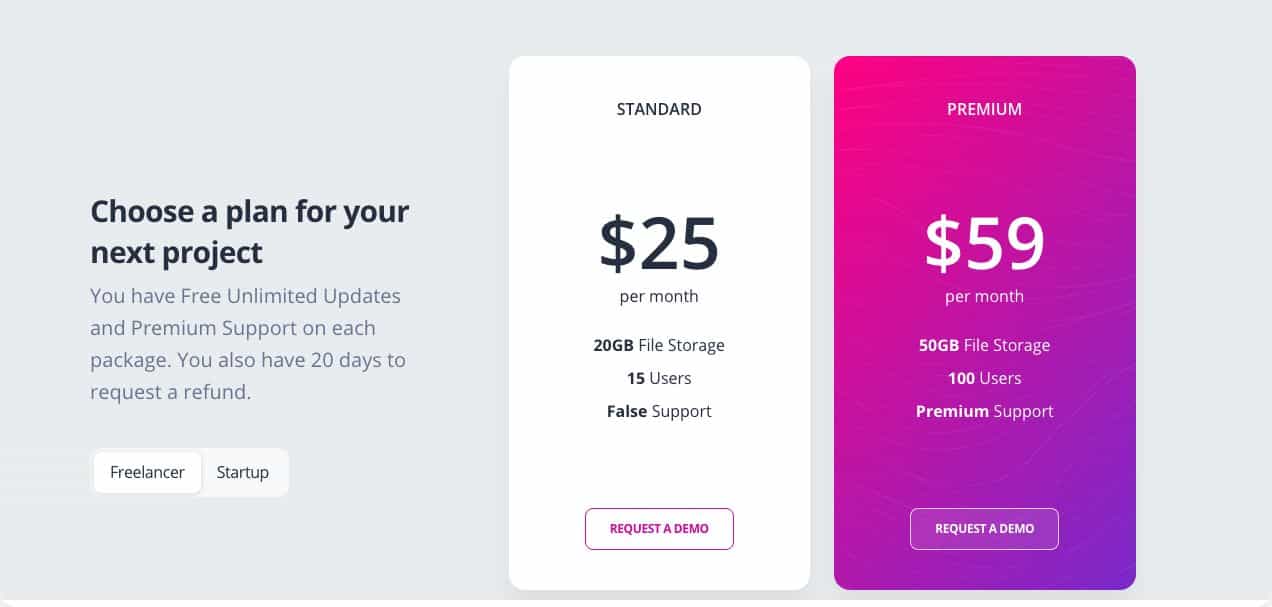 Choose a plan for your
next project
You have Free Unlimited Updates
and Premium Support on each
package. You also have 20 days to
request a refund.
Freelancer
Startup
STANDARD
$25
per month
20GB File Storage
15 Users
False Support
REQUEST A DEMO
PREMIUM
$59
per month
50GB File Storage
100 Users
Premium Support
REQUEST A DEMO